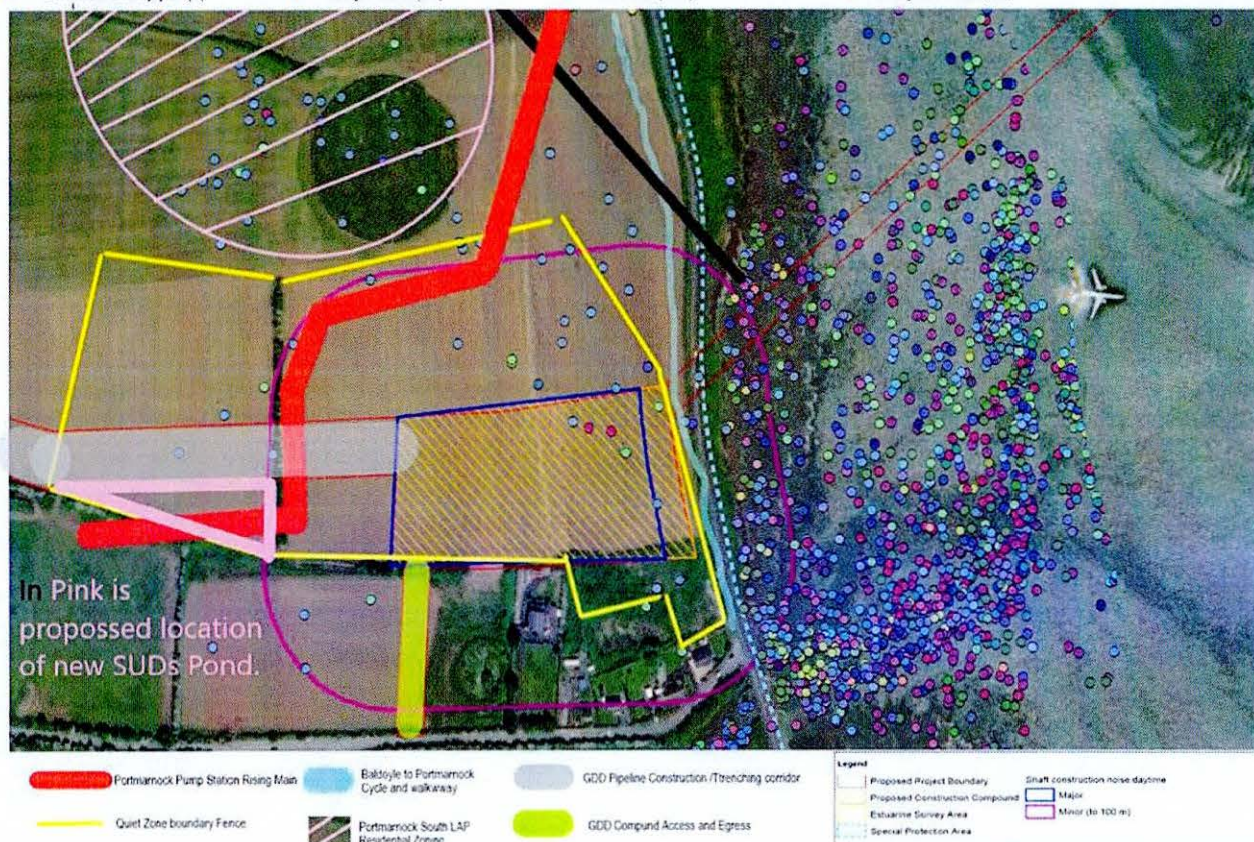 In Pink is
propossed location
of new SUDs Pond.
Portmarnock Pump Station Rising Main
Baldoyle to Portmarnock
Cycle and walkwway
GDD Pipeline Construction /Ttrenching corridor
Quiet Zone boundary Fence
Portmarnock South LAP
Residential Zoning
GDD Compund Access and Egress
Legend
Proposed Project Boundary
Proposed Construction Compound
Estuarine Survey Area
Special Protection Area
Shaft construction noise daytime
Major
Minor (to 100 m)